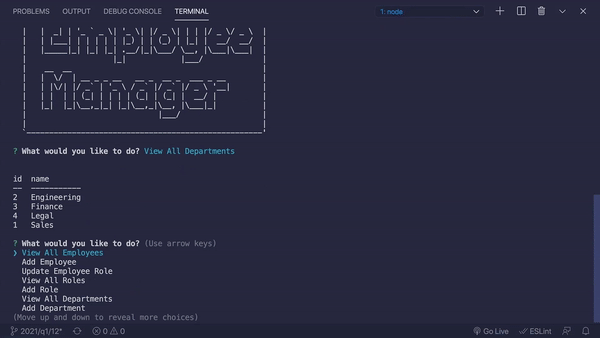 PROBLEMS OUTPUT DEBUG CONSOLE TERMINAL 1: node
Employee
Manager
? What would you like to do? View All Departments
id name
-- -----------
2 Engineering
3 Finance
4 Legal
1 Sales
? What would you like to do? (Use arrow keys)
❯ View All Employees
Add Employee
Update Employee Role
View All Roles
Add Role
View All Departments
Add Department
(Move up and down to reveal more choices)
2021/q1/12* 0 0 Go Live ESLint